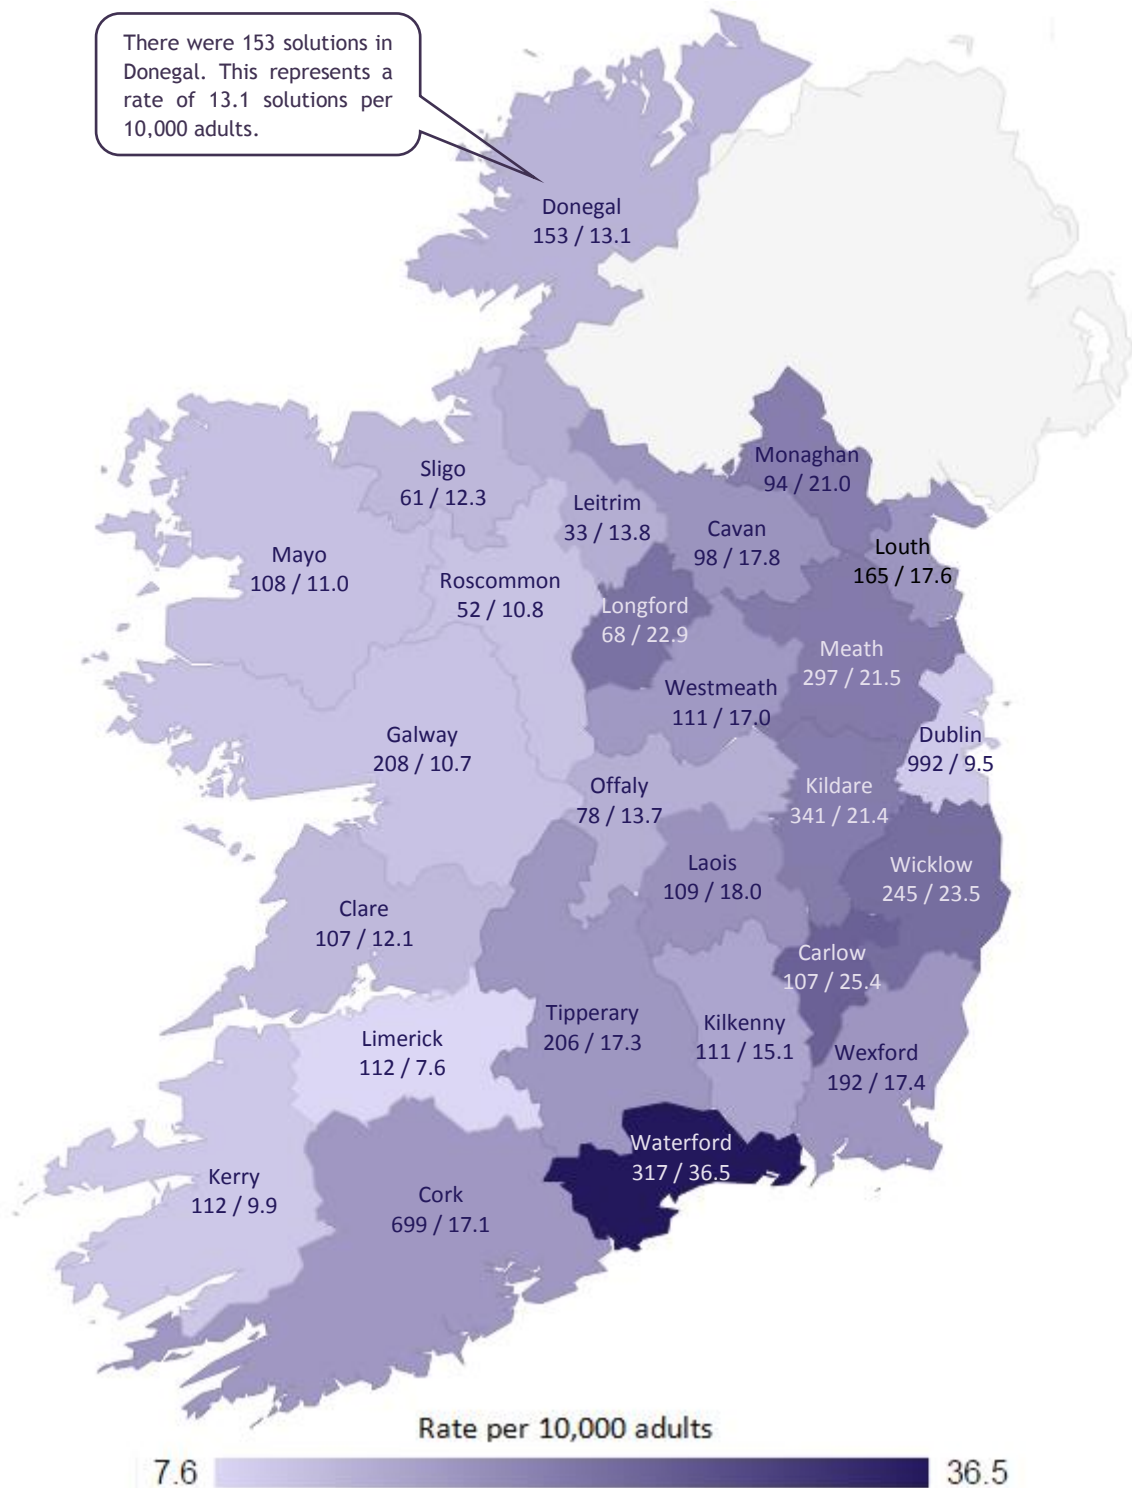 There were 153 solutions in
Donegal. This represents a
rate of 13.1 solutions per
10,000 adults.
Donegal
153 / 13.1
Monaghan
94 / 21.0
Sligo
61 / 12.3
Leitrim
33 / 13.8
Cavan
98 / 17.8
Louth
165 / 17.6
Mayo
108 / 11.0
Roscommon
52 / 10.8
Longford
68 / 22.9
Meath
297 / 21.5
Westmeath
111 / 17.0
Galway
208 / 10.7
Dublin
992 / 9.5
Offaly
78 / 13.7
Kildare
341 / 21.4
Laois
109 / 18.0
Wicklow
245 / 23.5
Clare
107 / 12.1
Carlow
107 / 25.4
Limerick
112 / 7.6
Tipperary
206 / 17.3
Kilkenny
111 / 15.1
Wexford
192 / 17.4
Waterford
317 / 36.5
Kerry
112 / 9.9
Cork
699 / 17.1
Rate per 10,000 adults
7.6 36.5